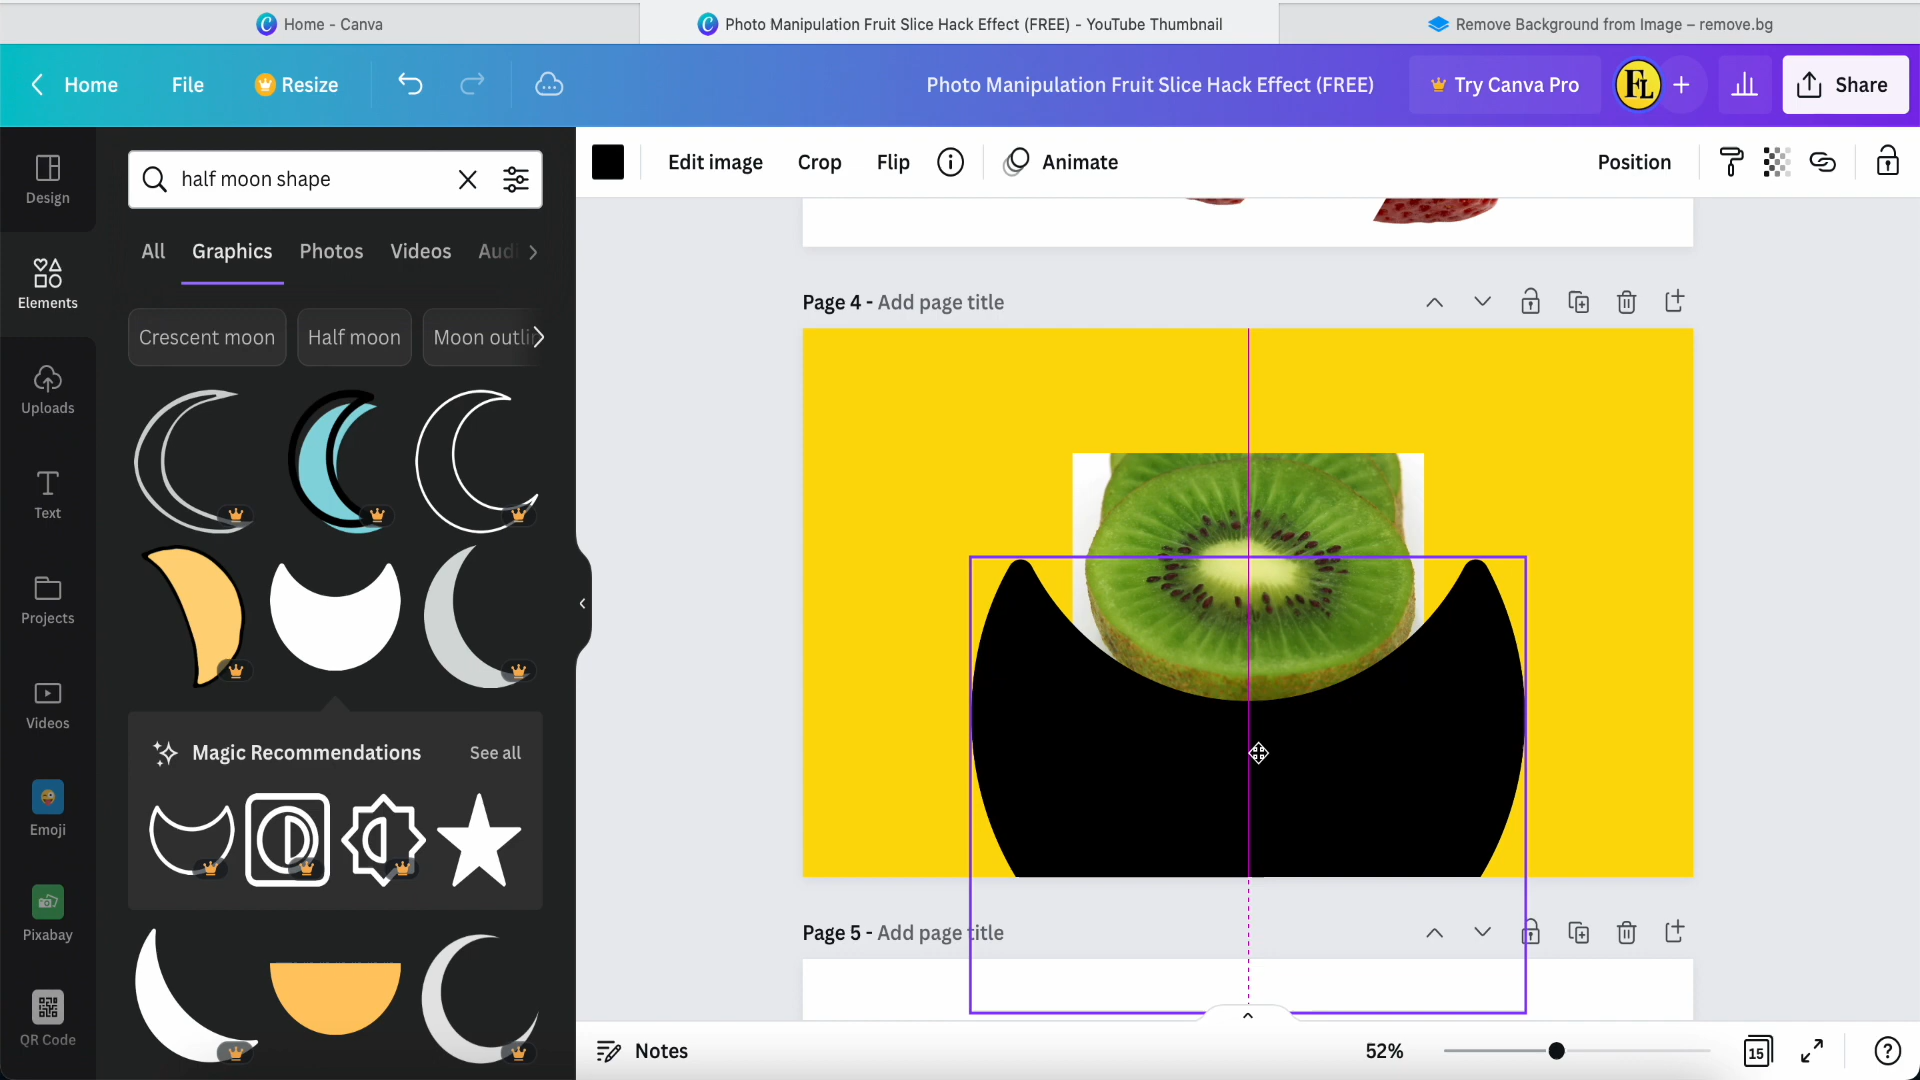 Home - Canva
Photo Manipulation Fruit Slice Hack Effect (FREE) - YouTube Thumbnail
Remove Background from Image – remove.bg
Home
File
Resize
Photo Manipulation Fruit Slice Hack Effect (FREE)
Try Canva Pro
FL
Share
Design
Elements
Uploads
Text
Projects
Videos
Emoji
Pixabay
QR Code
half moon shape
All
Graphics
Photos
Videos
Audi
Crescent moon
Half moon
Moon outli
Magic Recommendations
See all
Edit image
Crop
Flip
Animate
Position
Page 4 - Add page title
Page 5 - Add page title
Notes
52%
15